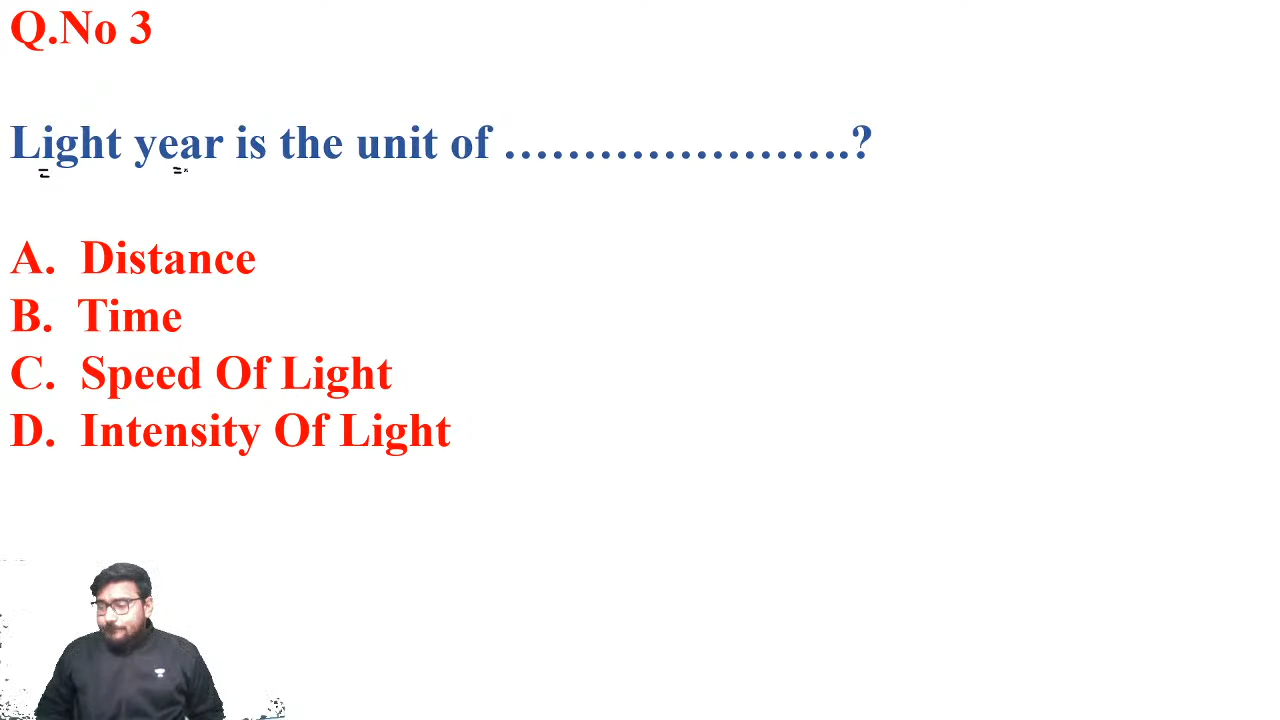 Q.No 3
Light year is the unit of …………………….?
A. Distance
B. Time
C. Speed Of Light
D. Intensity Of Light